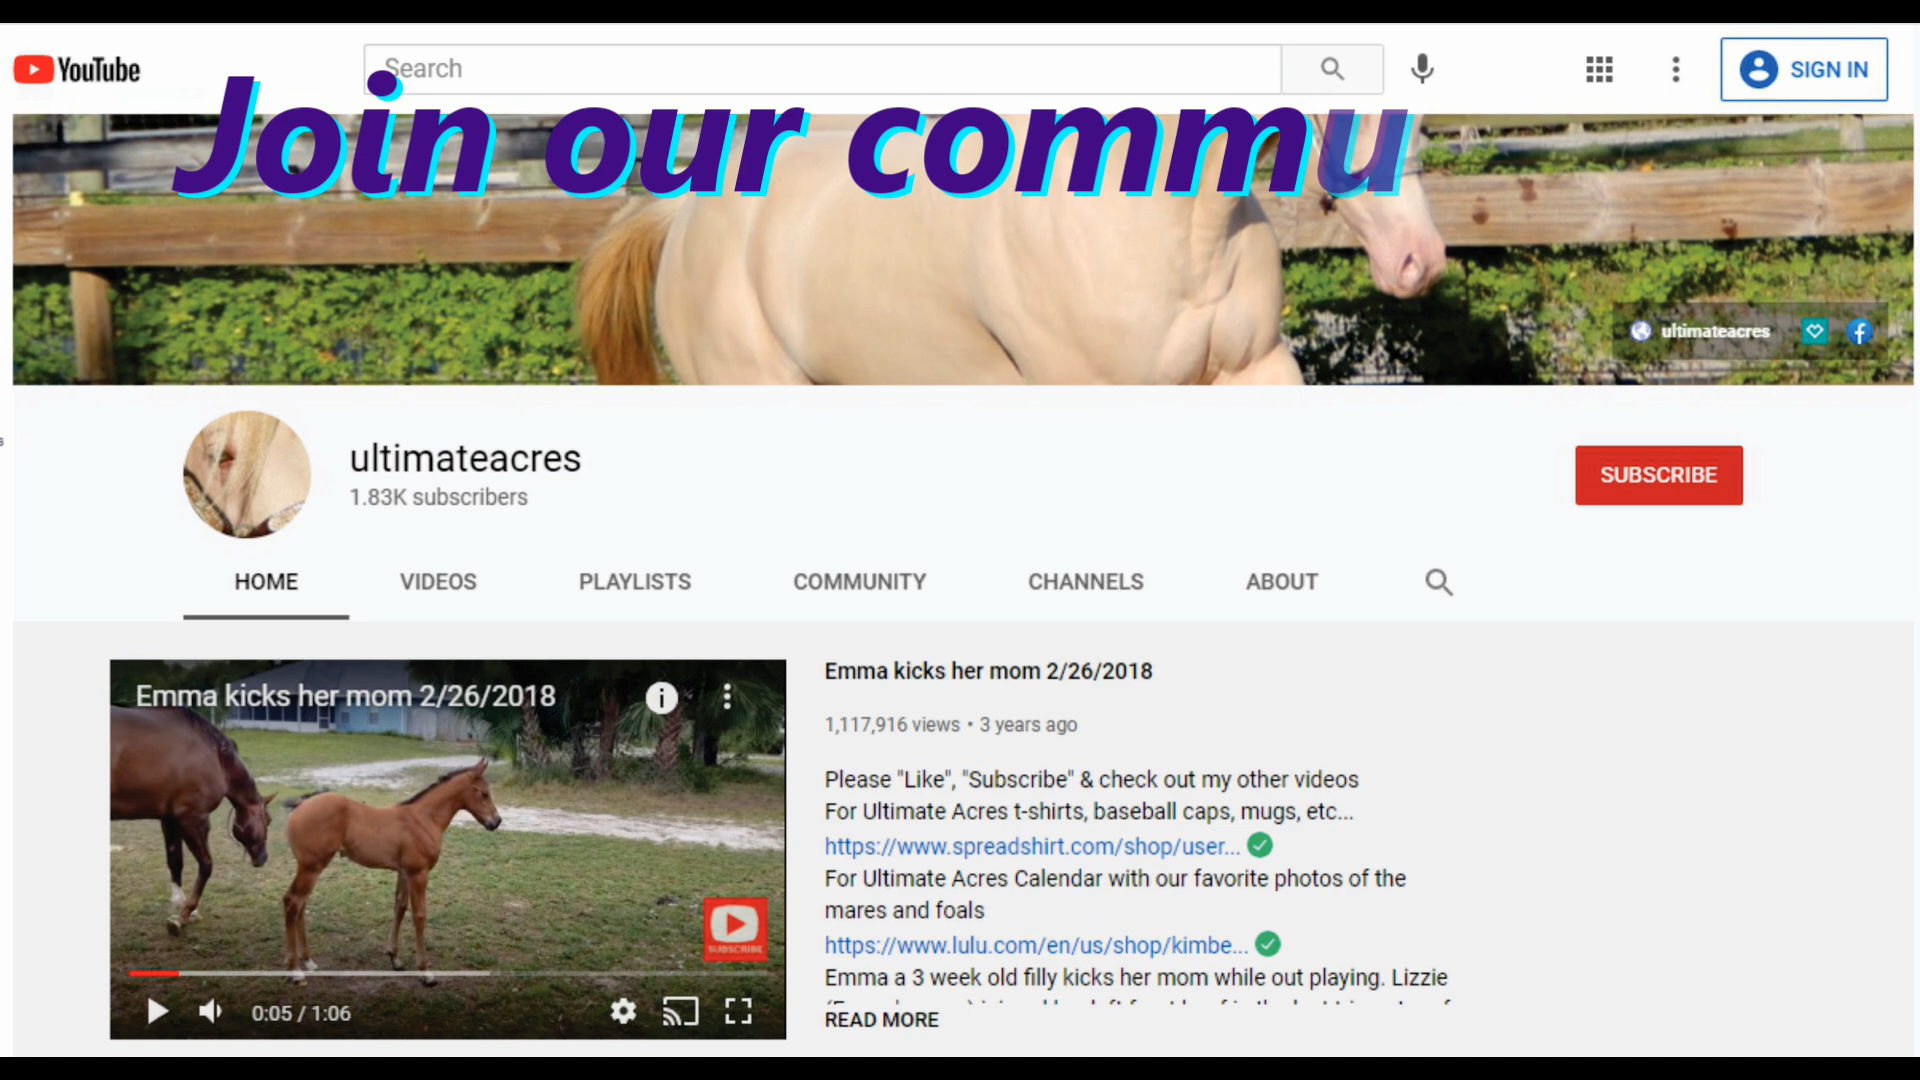 YouTube
Search
SIGN IN
Join our commu
ultimateacres
ultimateacres
1.83K subscribers
SUBSCRIBE
HOME VIDEOS PLAYLISTS COMMUNITY CHANNELS ABOUT
Emma kicks her mom 2/26/2018
SUBSCRIBE
0:05 / 1:06
Emma kicks her mom 2/26/2018
1,117,916 views • 3 years ago
Please "Like", "Subscribe" & check out my other videos
For Ultimate Acres t-shirts, baseball caps, mugs, etc...
https://www.spreadshirt.com/shop/user...
For Ultimate Acres Calendar with our favorite photos of the
mares and foals
https://www.lulu.com/en/us/shop/kimbe...
Emma a 3 week old filly kicks her mom while out playing. Lizzie
READ MORE